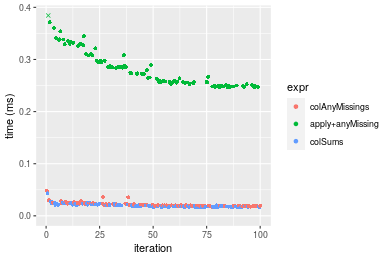 0.4
0.3
0.2
0.1
0.0
time (ms)
0
25
50
75
100
iteration
expr
colAnyMissings
apply+anyMissing
colSums